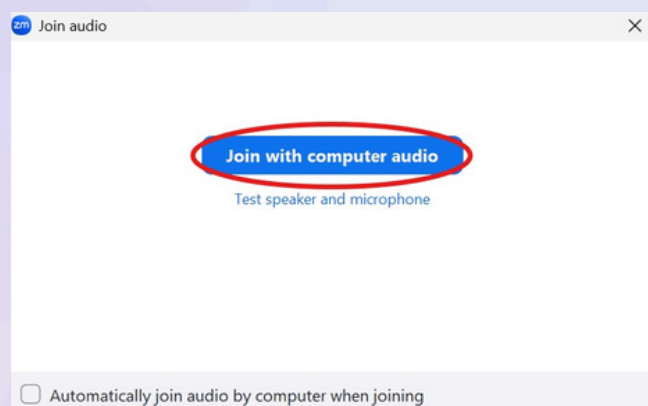 zm Join audio
Join with computer audio
Test speaker and microphone
Automatically join audio by computer when joining